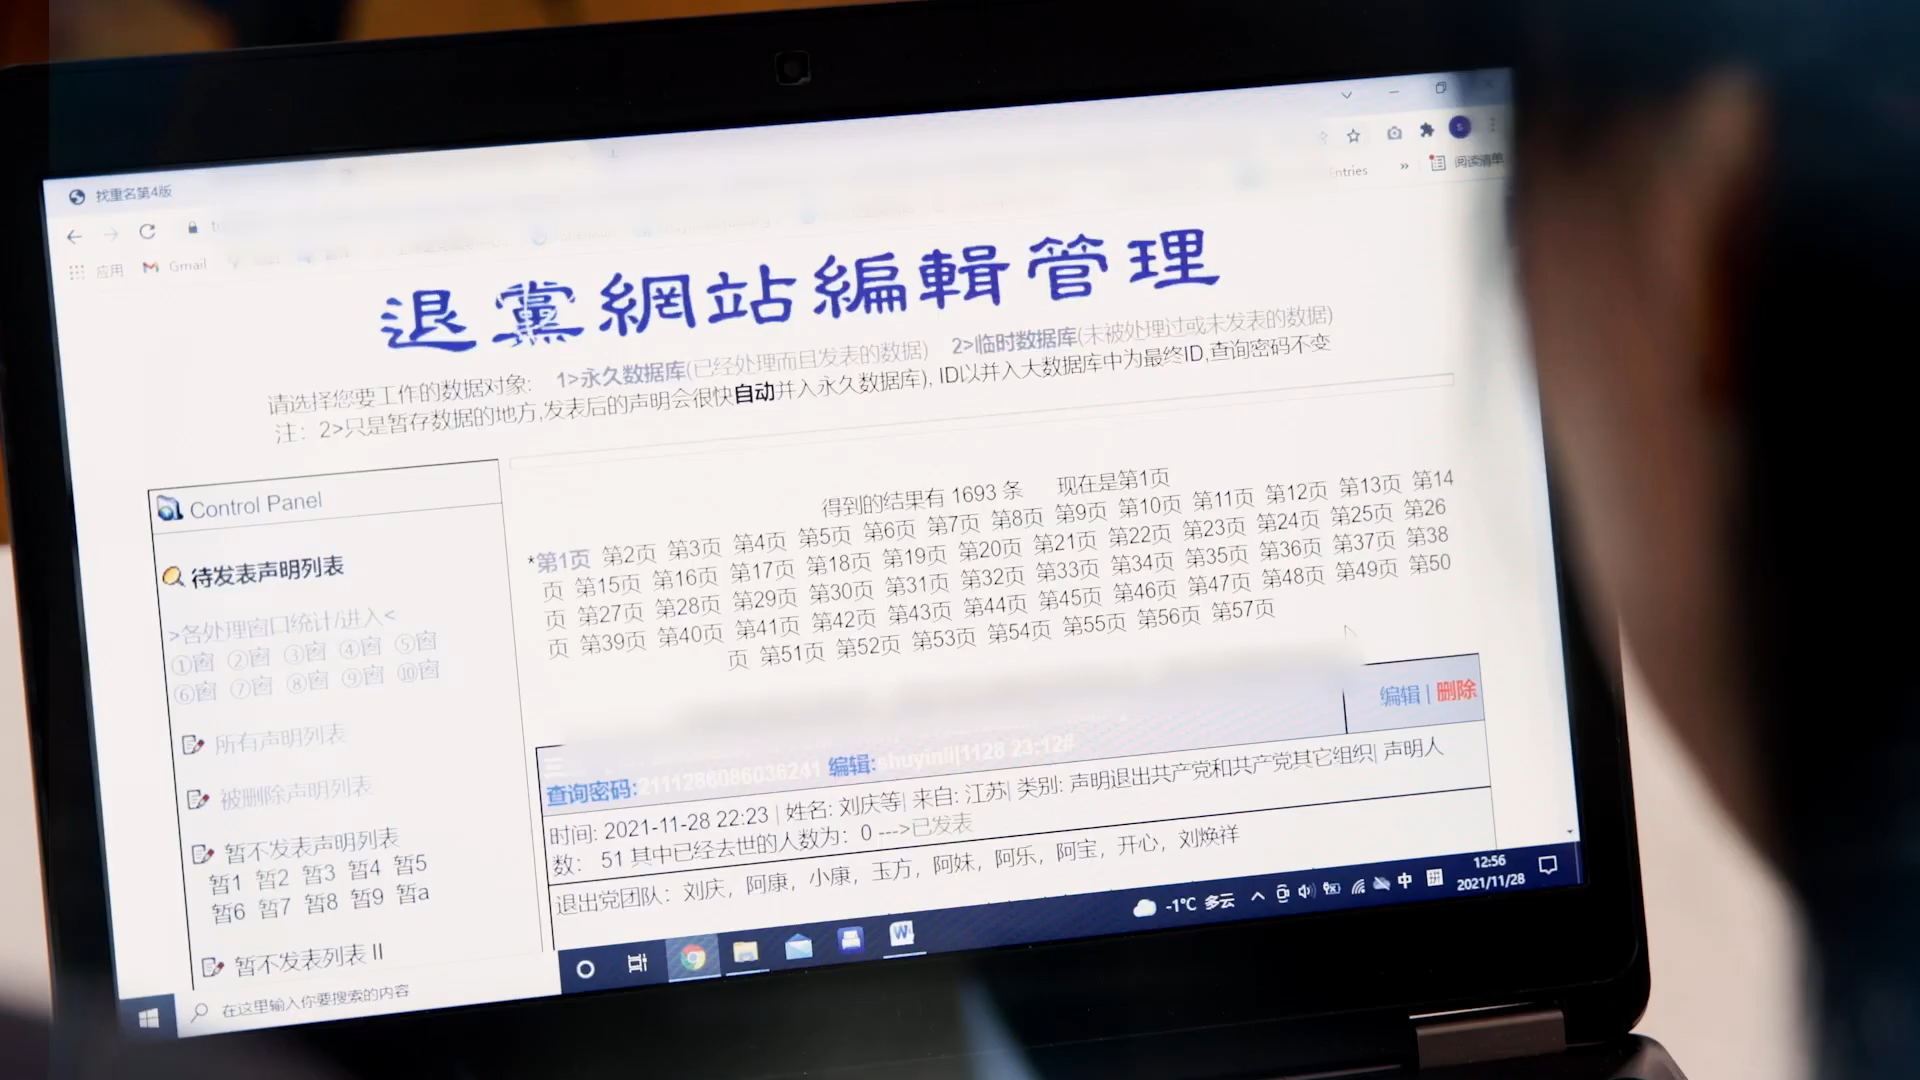 找重名第4版
应用 Gmail
Entries » 阅读清单
退黨網站編輯管理
请选择您要工作的数据对象: 1>永久数据库(已经处理而且发表的数据) 2>临时数据库(未被处理过或未发表的数据)
注: 2>只是暂存数据的地方,发表后的声明会很快自动并入永久数据库), ID以并入大数据库中为最终ID,查询密码不变
Control Panel
待发表声明列表
>各处理窗口统计/进入<
①窗 ②窗 ③窗 ④窗 ⑤窗
⑥窗 ⑦窗 ⑧窗 ⑨窗 ⑩窗
所有声明列表
被删除声明列表
暂不发表声明列表
暂1 暂2 暂3 暂4 暂5
暂6 暂7 暂8 暂9 暂a
暂不发表列表 II
得到的结果有 1693 条 现在是第1页
*第1页 第2页 第3页 第4页 第5页 第6页 第7页 第8页 第9页 第10页 第11页 第12页 第13页 第14
页 第15页 第16页 第17页 第18页 第19页 第20页 第21页 第22页 第23页 第24页 第25页 第26
页 第27页 第28页 第29页 第30页 第31页 第32页 第33页 第34页 第35页 第36页 第37页 第38
页 第39页 第40页 第41页 第42页 第43页 第44页 第45页 第46页 第47页 第48页 第49页 第50
页 第51页 第52页 第53页 第54页 第55页 第56页 第57页
编辑 | 删除
查询密码: 编辑:shuyinli|1128 23:12#
时间: 2021-11-28 22:23 | 姓名: 刘庆等| 来自: 江苏| 类别: 声明退出共产党和共产党其它组织| 声明人
数: 51 其中已经去世的人数为: 0 --->已发表
退出党团队: 刘庆, 阿康, 小康, 玉方, 阿妹, 阿乐, 阿宝, 开心, 刘焕祥
在这里输入你要搜索的内容
-1°C 多云
中
拼
12:56
2021/11/28